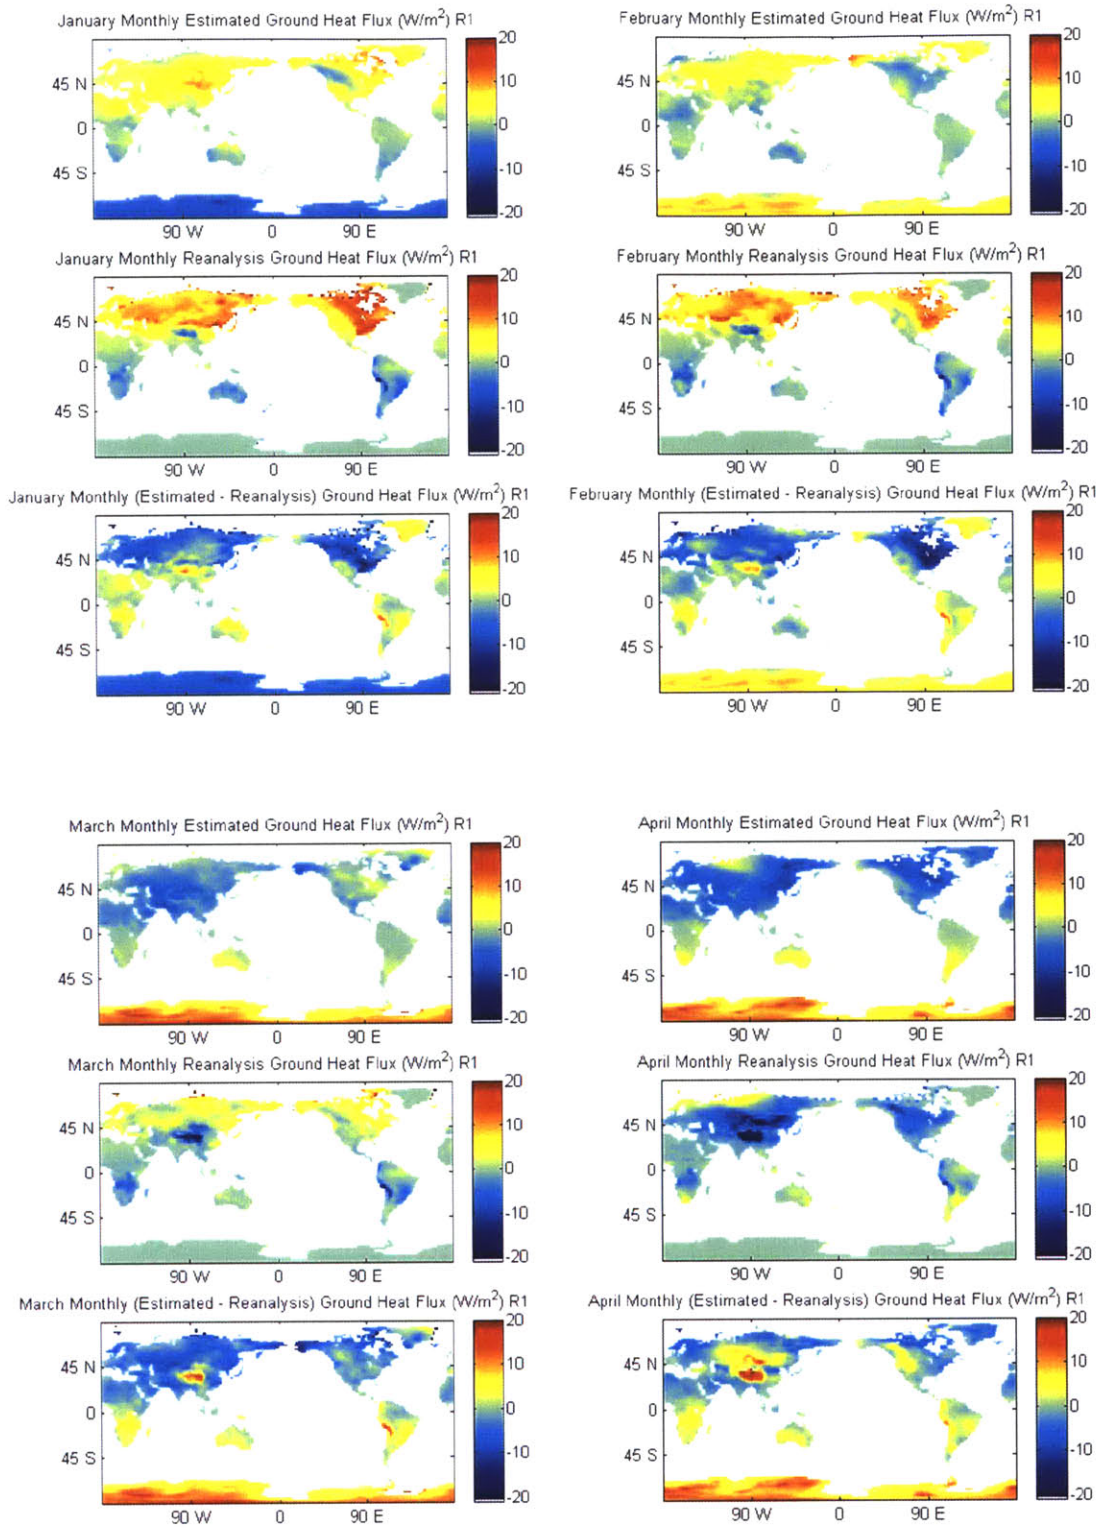 January Monthly Estimated Ground Heat Flux (W/m²) R1
20
10
0
-10
-20
45 N
0
45 S
90 W
0
90 E
February Monthly Estimated Ground Heat Flux (W/m²) R1
20
10
0
-10
-20
45 N
0
45 S
90 W
0
90 E
January Monthly Reanalysis Ground Heat Flux (W/m²) R1
20
10
0
-10
-20
45 N
0
45 S
90 W
0
90 E
February Monthly Reanalysis Ground Heat Flux (W/m²) R1
20
10
0
-10
-20
45 N
0
45 S
90 W
0
90 E
January Monthly (Estimated - Reanalysis) Ground Heat Flux (W/m²) R1
20
10
0
-10
-20
45 N
0
45 S
90 W
0
90 E
February Monthly (Estimated - Reanalysis) Ground Heat Flux (W/m²) R1
20
10
0
-10
-20
45 N
0
45 S
90 W
0
90 E
March Monthly Estimated Ground Heat Flux (W/m²) R1
20
10
0
-10
-20
45 N
0
45 S
90 W
0
90 E
April Monthly Estimated Ground Heat Flux (W/m²) R1
20
10
0
-10
-20
45 N
0
45 S
90 W
0
90 E
March Monthly Reanalysis Ground Heat Flux (W/m²) R1
20
10
0
-10
-20
45 N
0
45 S
90 W
0
90 E
April Monthly Reanalysis Ground Heat Flux (W/m²) R1
20
10
0
-10
-20
45 N
0
45 S
90 W
0
90 E
March Monthly (Estimated - Reanalysis) Ground Heat Flux (W/m²) R1
20
10
0
-10
-20
45 N
0
45 S
90 W
0
90 E
April Monthly (Estimated - Reanalysis) Ground Heat Flux (W/m²) R1
20
10
0
-10
-20
45 N
0
45 S
90 W
0
90 E